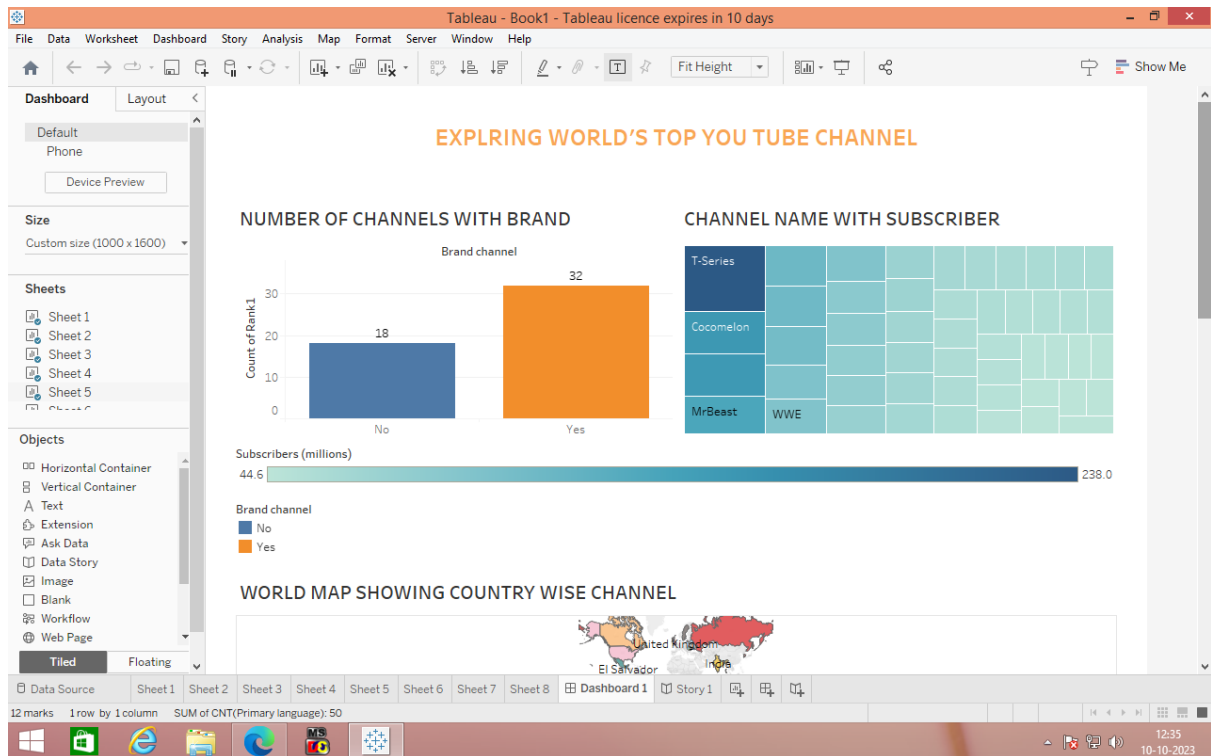 Tableau - Book1 - Tableau licence expires in 10 days
File Data Worksheet Dashboard Story Analysis Map Format Server Window Help
Fit Height
Show Me
Dashboard Layout
Default
Phone
Device Preview
Size
Custom size (1000 x 1600)
Sheets
Sheet 1
Sheet 2
Sheet 3
Sheet 4
Sheet 5
Objects
Horizontal Container
Vertical Container
A Text
Extension
Ask Data
Data Story
Image
Blank
Workflow
Web Page
Tiled Floating
EXPLRING WORLD'S TOP YOU TUBE CHANNEL
NUMBER OF CHANNELS WITH BRAND
Brand channel
Count of Rank1
30
20
10
0
18
32
No
Yes
CHANNEL NAME WITH SUBSCRIBER
T-Series
Cocomelon
MrBeast
WWE
Subscribers (millions)
44.6
238.0
Brand channel
No
Yes
WORLD MAP SHOWING COUNTRY WISE CHANNEL
United Kingdom
El Salvador
India
Data Source Sheet 1 Sheet 2 Sheet 3 Sheet 4 Sheet 5 Sheet 6 Sheet 7 Sheet 8 Dashboard 1 Story 1
12 marks 1 row by 1 column SUM of CNT(Primary language): 50
MS
12:35
10-10-2023